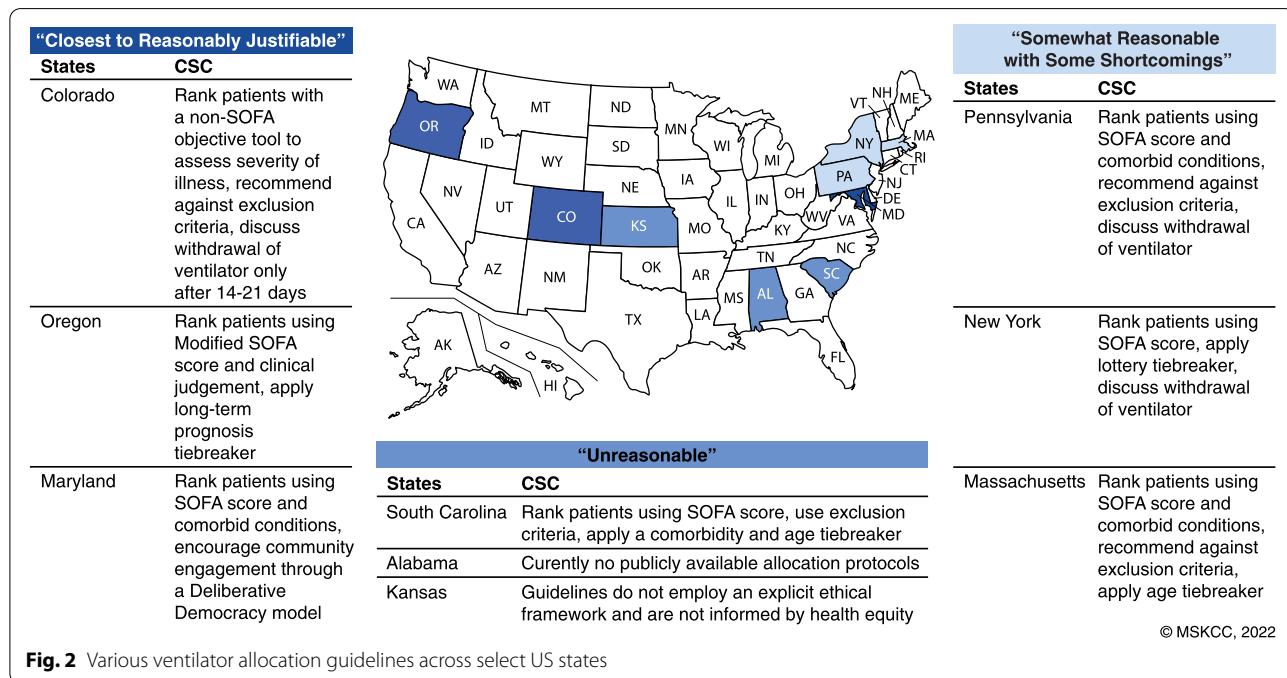 “Closest to Reasonably Justifiable”
States CSC
Colorado Rank patients with
a non-SOFA
objective tool to
assess severity of
illness, recommend
against exclusion
criteria, discuss
withdrawal of
ventilator only
after 14-21 days
Oregon Rank patients using
Modified SOFA
score and clinical
judgement, apply
long-term
prognosis
tiebreaker
Maryland Rank patients using
SOFA score and
comorbid conditions,
encourage community
engagement through
a Deliberative
Democracy model
WA
OR
ID
MT
ND
SD
WY
NE
NV
UT
CO
KS
CA
AZ
NM
OK
TX
MN
IA
MO
AR
LA
WI
IL
MI
IN
OH
KY
TN
MS
AL
GA
FL
SC
NC
VA
WV
PA
NY
VT
NH
ME
MA
RI
CT
NJ
DE
MD
AK
HI
“Unreasonable”
States CSC
South Carolina Rank patients using SOFA score, use exclusion
criteria, apply a comorbidity and age tiebreaker
Alabama Curently no publicly available allocation protocols
Kansas Guidelines do not employ an explicit ethical
framework and are not informed by health equity
“Somewhat Reasonable
with Some Shortcomings”
States CSC
Pennsylvania Rank patients using
SOFA score and
comorbid conditions,
recommend against
exclusion criteria,
discuss withdrawal
of ventilator
New York Rank patients using
SOFA score, apply
lottery tiebreaker,
discuss withdrawal
of ventilator
Massachusetts Rank patients using
SOFA score and
comorbid conditions,
recommend against
exclusion criteria,
apply age tiebreaker
© MSKCC, 2022
Fig. 2 Various ventilator allocation guidelines across select US states